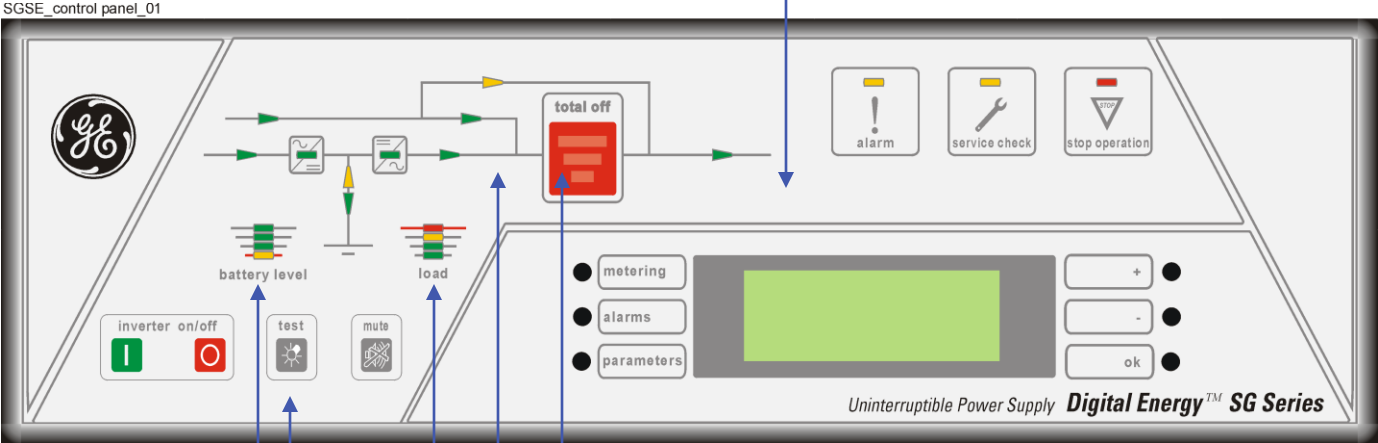 SGSE_control panel_01
GE
total off
alarm
service check
STOP
stop operation
battery level
load
inverter on/off
test
mute
I
O
metering
alarms
parameters
+
-
ok
Uninterruptible Power Supply Digital Energy™ SG Series